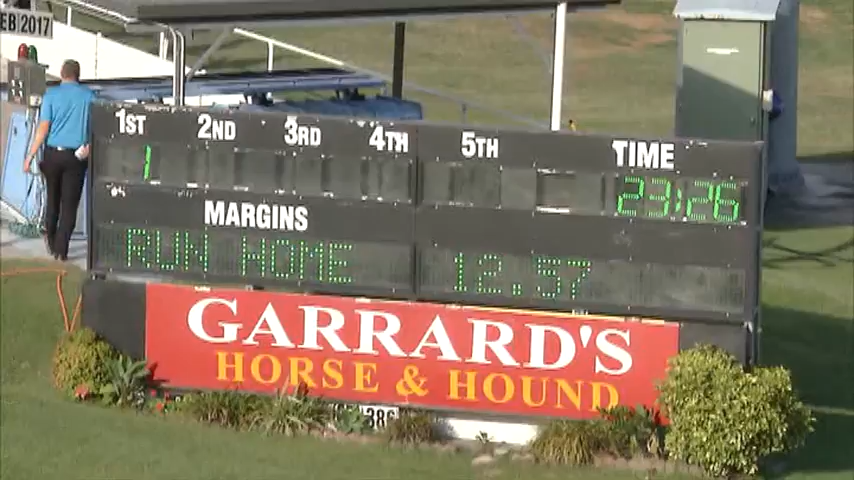 EB 2017
1ST 2ND 3RD 4TH 5TH TIME
1 23:26
MARGINS
RUN HOME 12.57
GARRARD'S
HORSE & HOUND
386